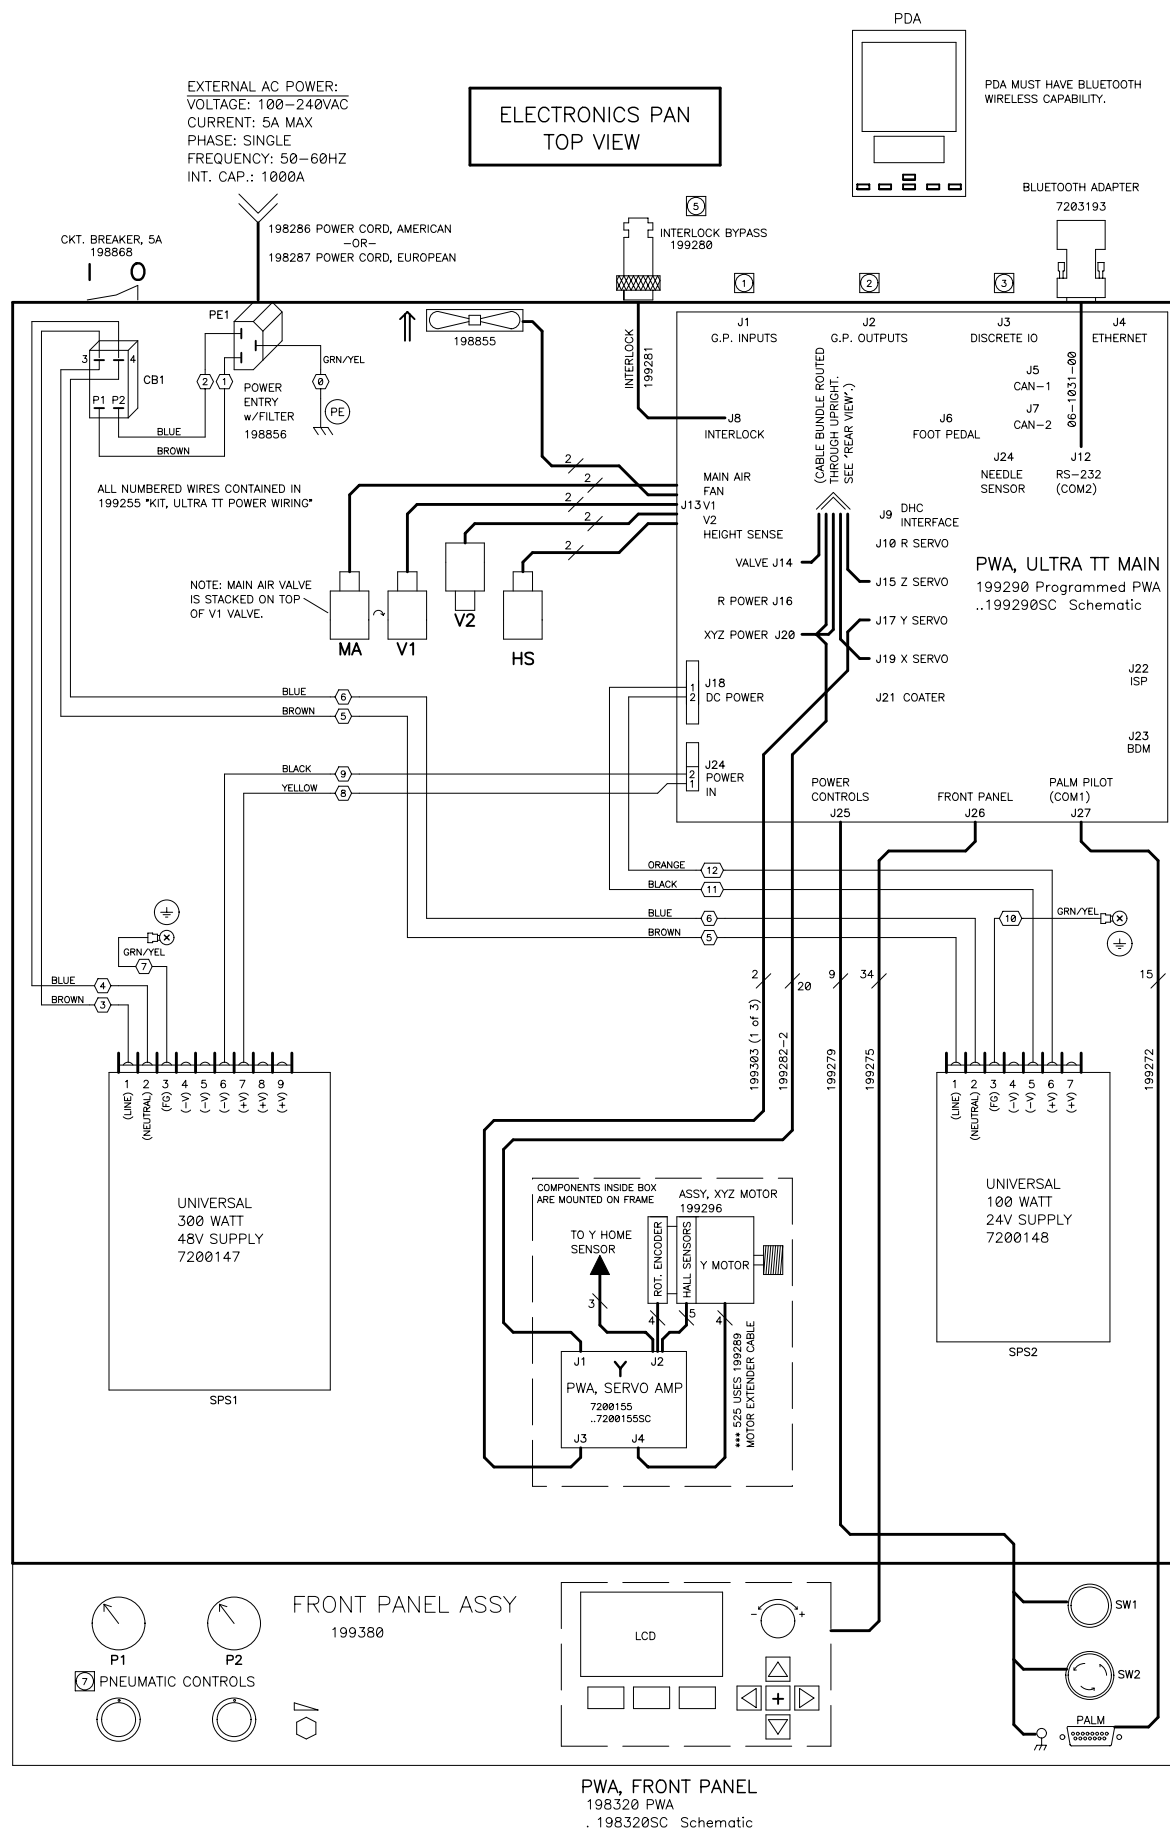 PDA
EXTERNAL AC POWER:
VOLTAGE: 100-240VAC
CURRENT: 5A MAX
PHASE: SINGLE
FREQUENCY: 50-60HZ
INT. CAP.: 1000A
ELECTRONICS PAN
TOP VIEW
PDA MUST HAVE BLUETOOTH
WIRELESS CAPABILITY.
BLUETOOTH ADAPTER
7203193
5
INTERLOCK BYPASS
199280
198286 POWER CORD, AMERICAN
-OR-
198287 POWER CORD, EUROPEAN
CKT. BREAKER, 5A
198868
I O
1
2
3
PE1
198855
GRN/YEL
INTERLOCK
199281
J1
G.P. INPUTS
J2
G.P. OUTPUTS
J3
DISCRETE IO
J4
ETHERNET
J5
CAN-1
J7
CAN-2
06-1031-00
3 4
CB1
P1 P2
2 1
0
PE
POWER
ENTRY
w/FILTER
198856
BLUE
BROWN
J8
INTERLOCK
(CABLE BUNDLE ROUTED
THROUGH UPRIGHT.
SEE "REAR VIEW".)
J6
FOOT PEDAL
J24
NEEDLE
SENSOR
J12
RS-232
(COM2)
ALL NUMBERED WIRES CONTAINED IN
199255 "KIT, ULTRA TT POWER WIRING"
2
2
2
2
2
MAIN AIR
FAN
J13 V1
V2
HEIGHT SENSE
J9 DHC
INTERFACE
J10 R SERVO
VALVE J14
J15 Z SERVO
PWA, ULTRA TT MAIN
199290 Programmed PWA
..199290SC Schematic
NOTE: MAIN AIR VALVE
IS STACKED ON TOP
OF V1 VALVE.
R POWER J16
J17 Y SERVO
MA
V1
V2
HS
XYZ POWER J20
J19 X SERVO
J22
ISP
J18
DC POWER
1
2
J21 COATER
BLUE 6
BROWN 5
J23
BDM
BLACK 9
YELLOW 8
2
1
J24
POWER
IN
POWER
CONTROLS
J25
FRONT PANEL
J26
PALM PILOT
(COM1)
J27
ORANGE 12
BLACK 11
BLUE 6
BROWN 5
10
GRN/YEL
GRN/YEL
7
BLUE 4
BROWN 3
2
20
9
34
15
199303 (1 of 3)
199282-2
199279
199275
199272
1 2 3 4 5 6 7 8 9
(LINE)
(NEUTRAL)
(FG)
(-V)
(-V)
(-V)
(+V)
(+V)
(+V)
1 2 3 4 5 6 7
(LINE)
(NEUTRAL)
(FG)
(-V)
(-V)
(+V)
(+V)
UNIVERSAL
300 WATT
48V SUPPLY
7200147
SPS1
UNIVERSAL
100 WATT
24V SUPPLY
7200148
SPS2
COMPONENTS INSIDE BOX
ARE MOUNTED ON FRAME
ASSY, XYZ MOTOR
199296
TO Y HOME
SENSOR
ROT. ENCODER
HALL SENSORS
Y MOTOR
3
4
5
4
J1
Y
J2
PWA, SERVO AMP
7200155
..7200155SC
J3
J4
*** 525 USES 199289
MOTOR EXTENDER CABLE
FRONT PANEL ASSY
199380
P1
P2
7 PNEUMATIC CONTROLS
LCD
- +
+
SW1
SW2
PALM
PWA, FRONT PANEL
198320 PWA
. 198320SC Schematic